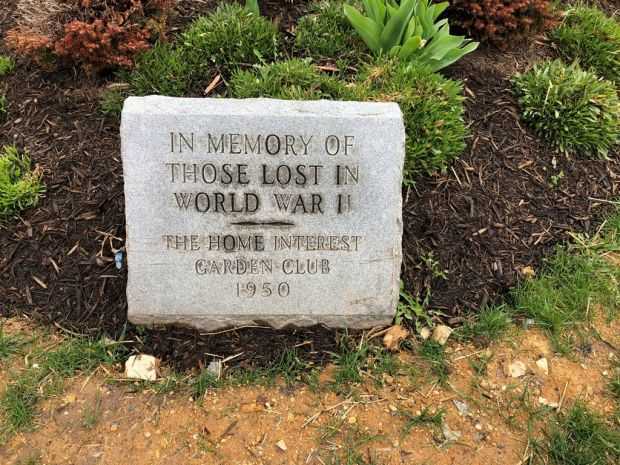 IN MEMORY OF
THOSE LOST IN
WORLD WAR II
THE HOME INTEREST
GARDEN CLUB
1950